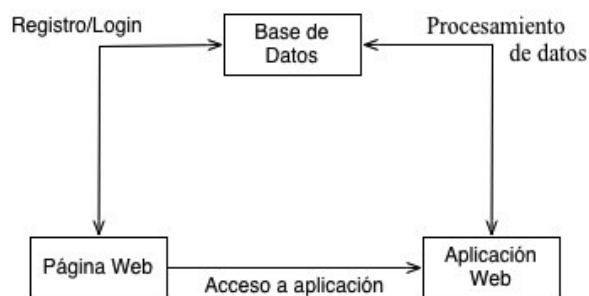 Registro/Login
Base de
Datos
Procesamiento
de datos
Página Web
Acceso a aplicación
Aplicación
Web